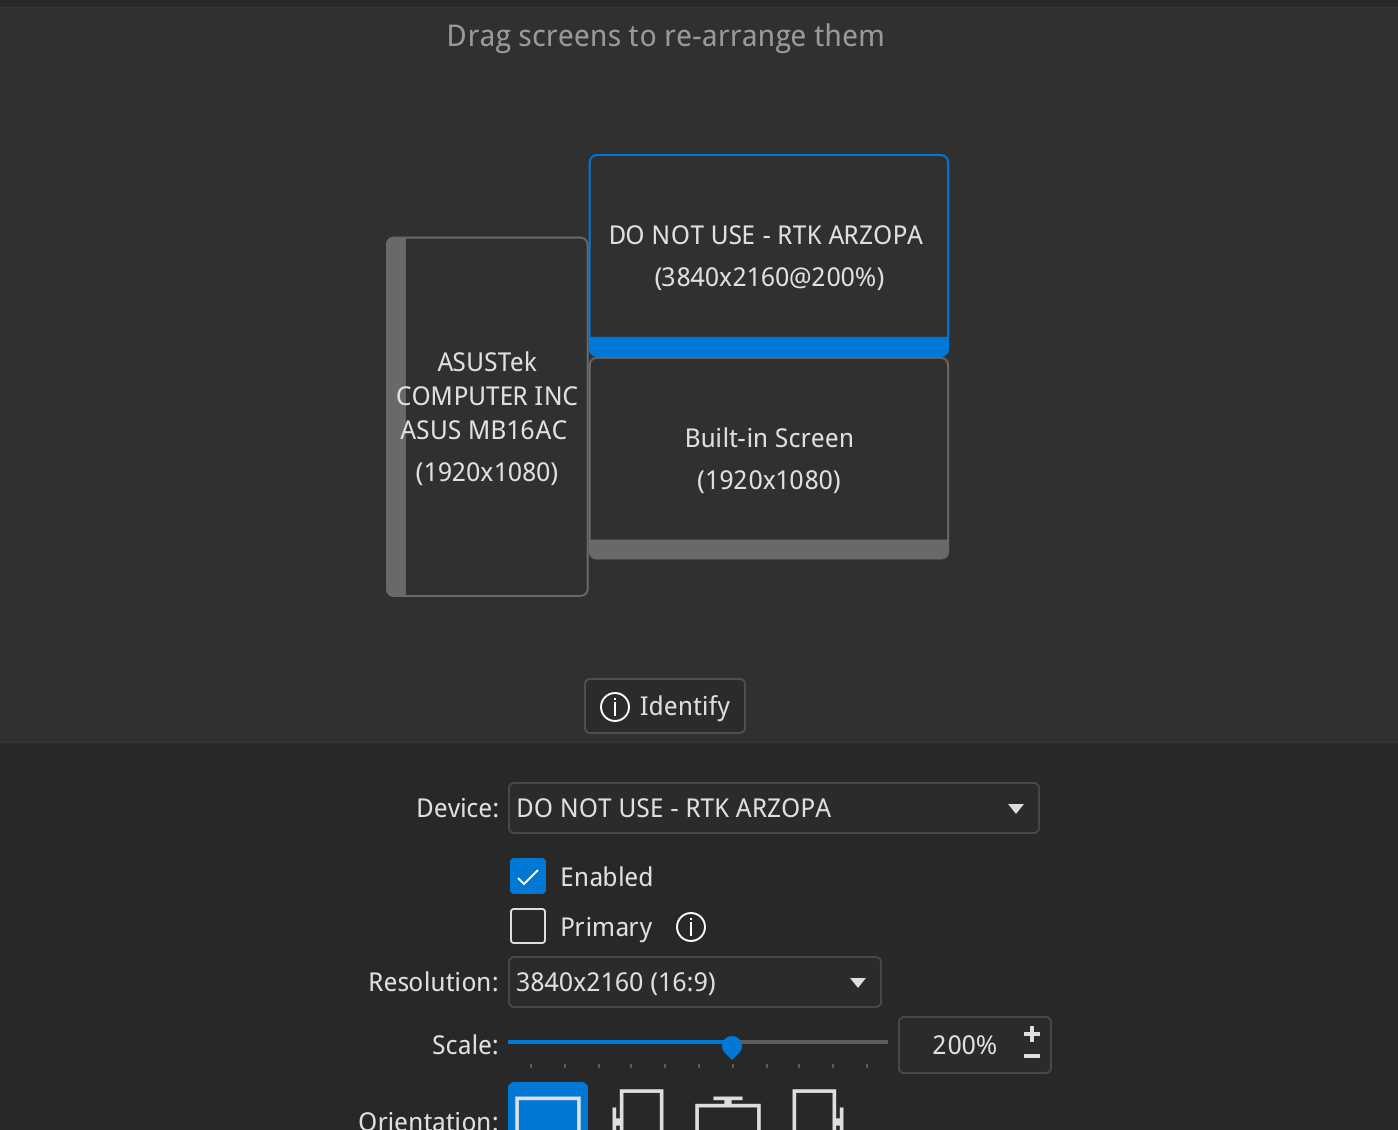 Drag screens to re-arrange them
DO NOT USE - RTK ARZOPA
(3840x2160@200%)
ASUSTek
COMPUTER INC
ASUS MB16AC
(1920x1080)
Built-in Screen
(1920x1080)
Identify
Device: DO NOT USE - RTK ARZOPA
Enabled
Primary
Resolution: 3840x2160 (16:9)
Scale: 200%
Orientation: